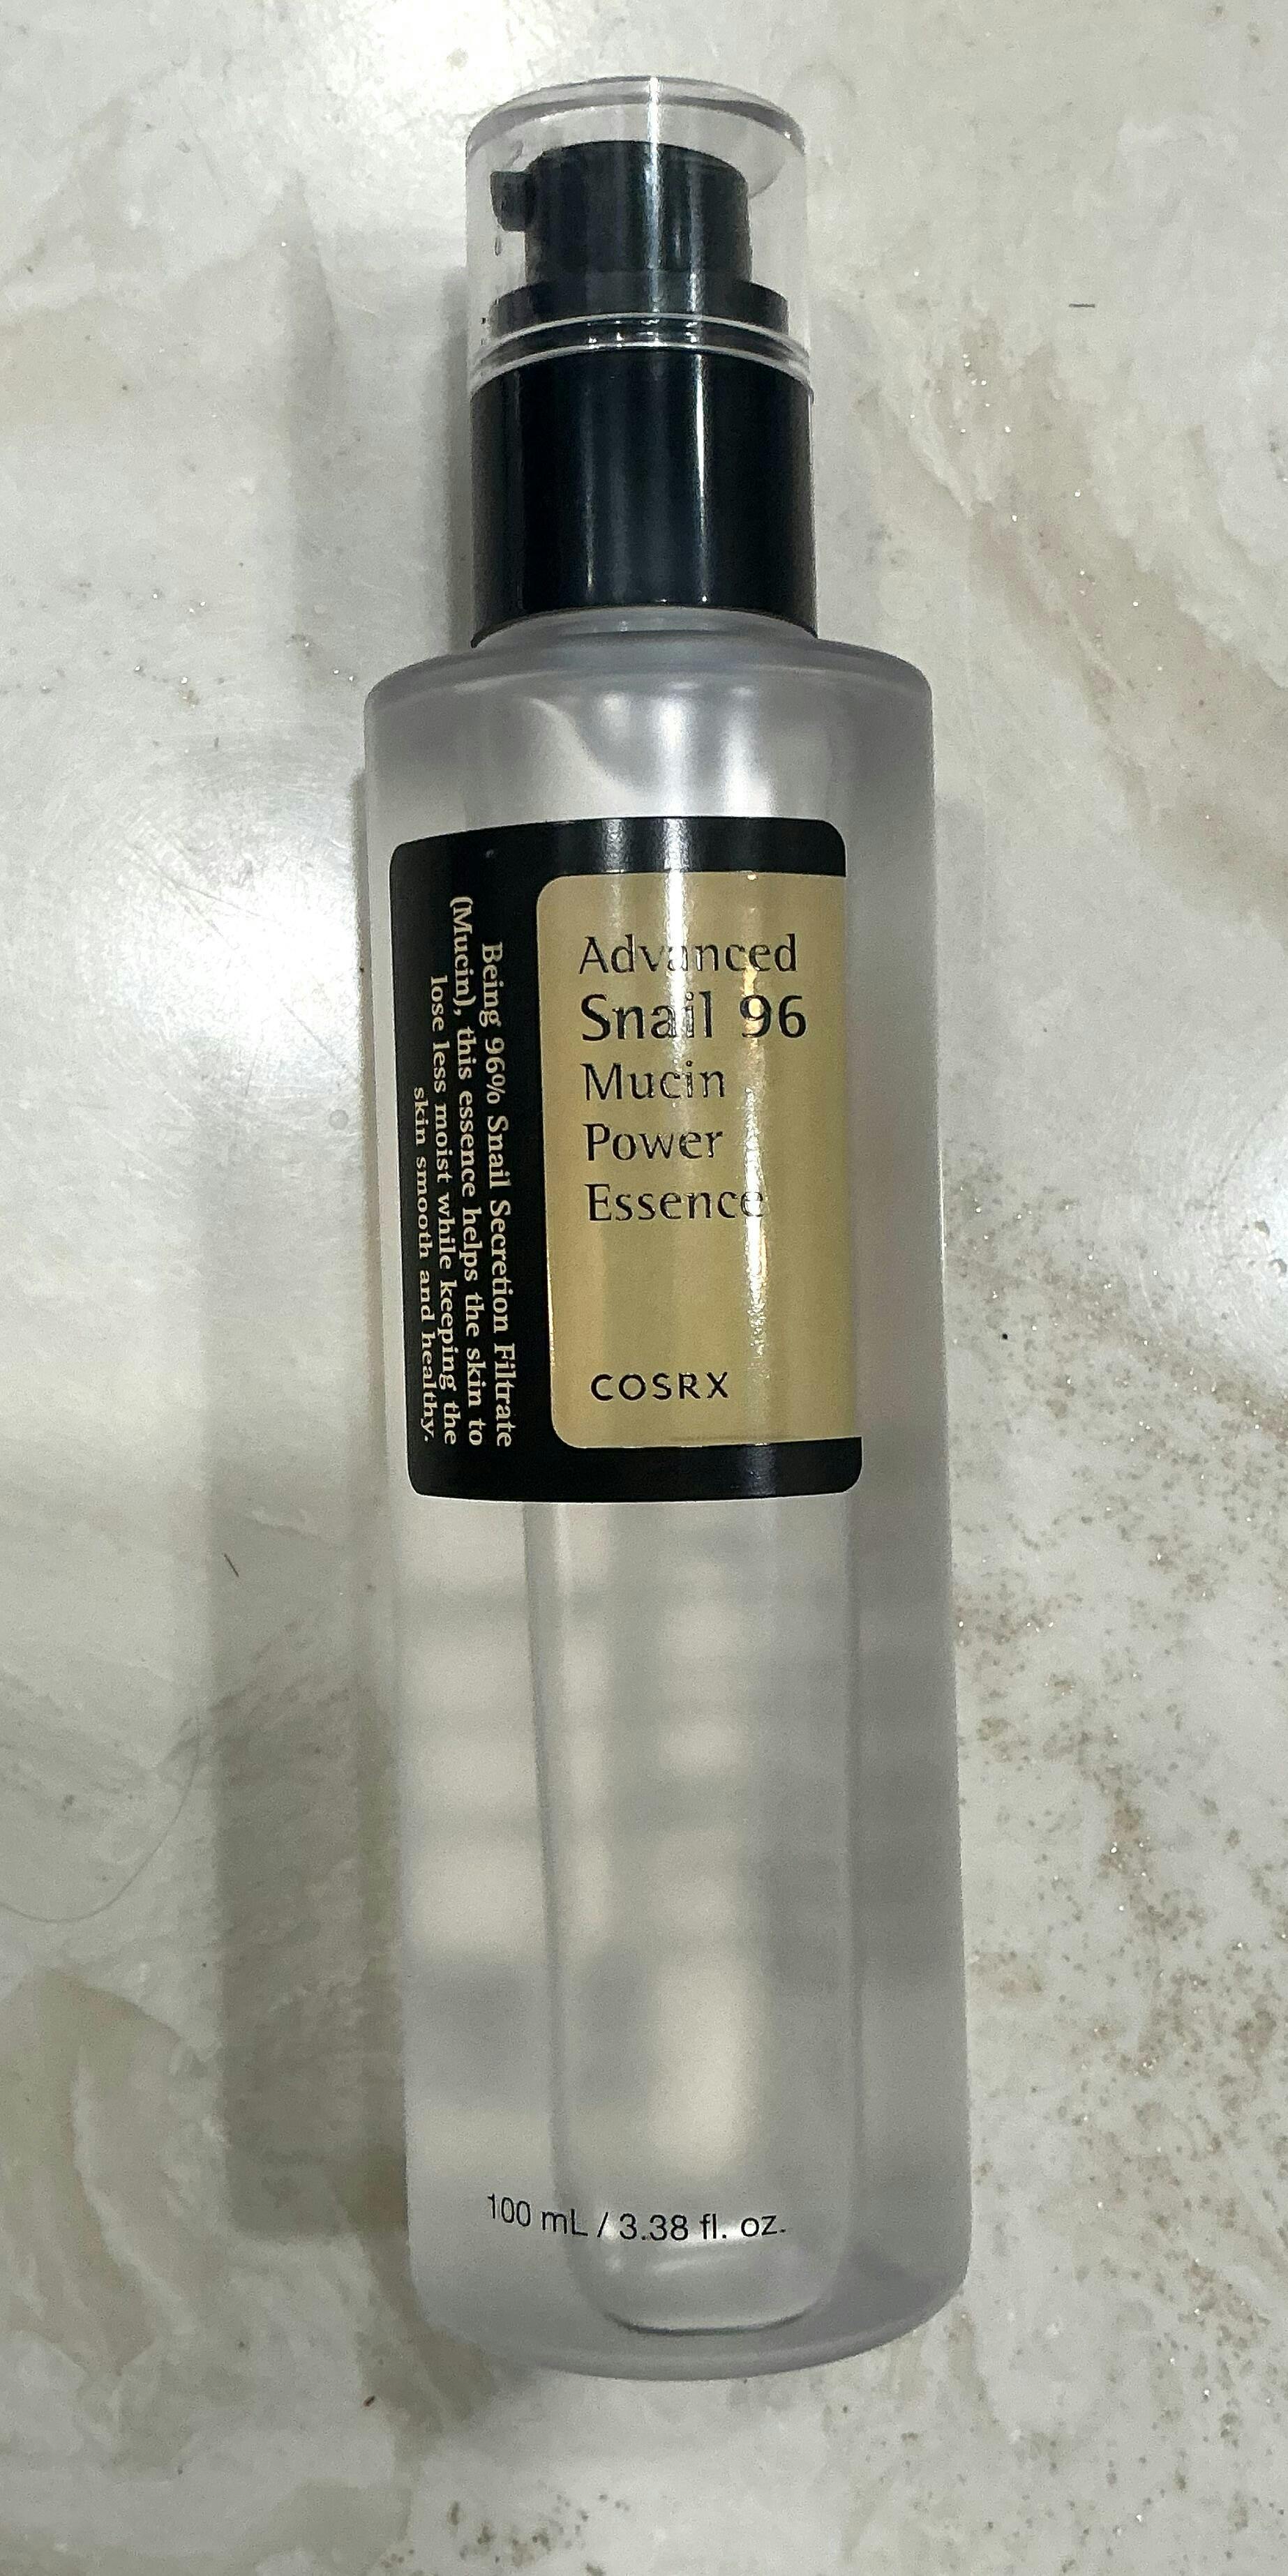 Advanced
Snail 96
Mucin
Power
Essence
COSRX
Being 96% Snail Secretion Filtrate
(Mucin), this essence helps the skin to
lose less moist while keeping the
skin smooth and healthy.
100 mL / 3.38 fl. oz.